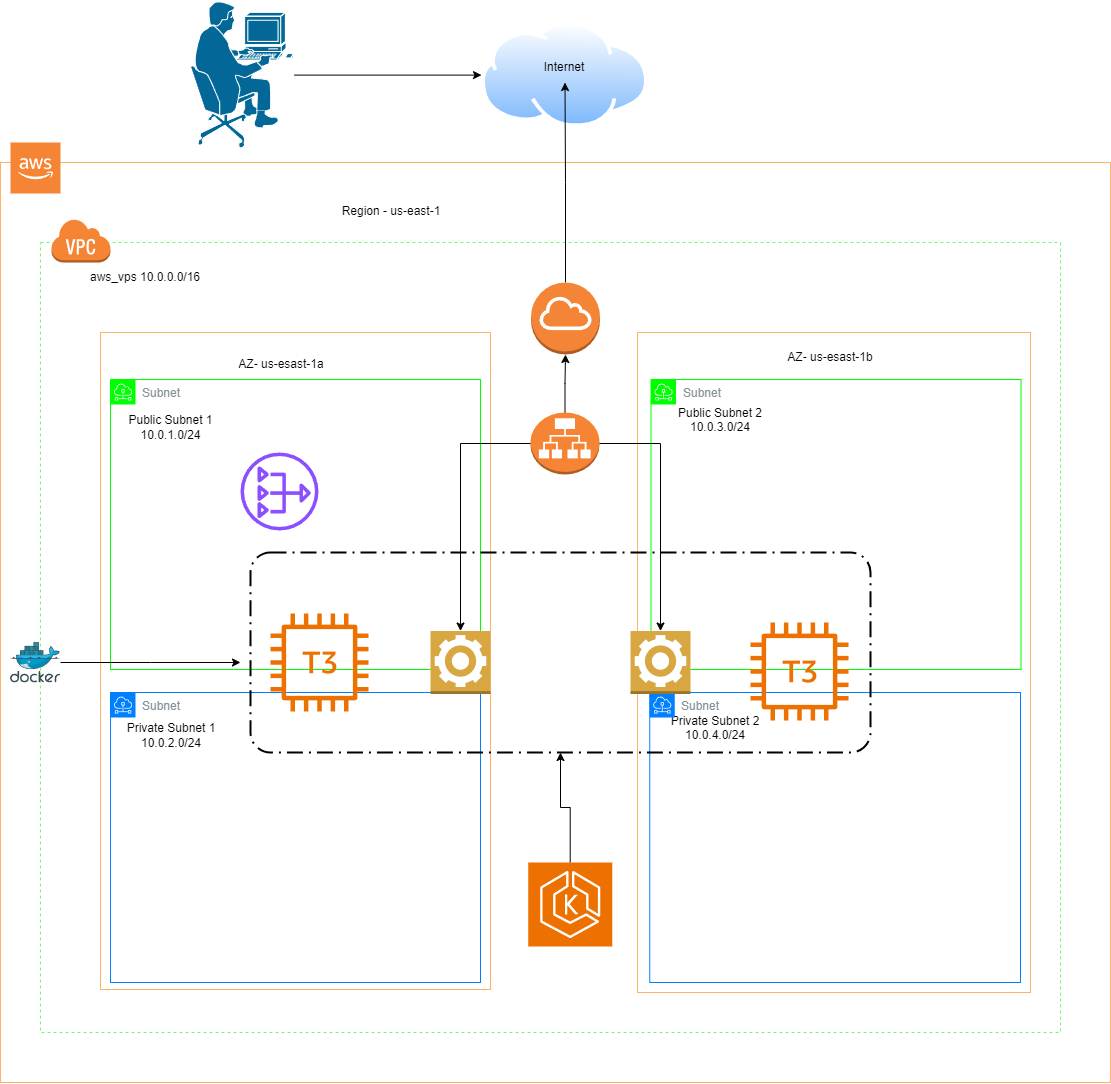 Internet
aws
Region - us-east-1
VPC
aws_vps 10.0.0.0/16
AZ- us-esast-1a
AZ- us-esast-1b
Subnet
Public Subnet 1
10.0.1.0/24
Subnet
Public Subnet 2
10.0.3.0/24
T3
T3
docker
Subnet
Private Subnet 1
10.0.2.0/24
Subnet
Private Subnet 2
10.0.4.0/24
K